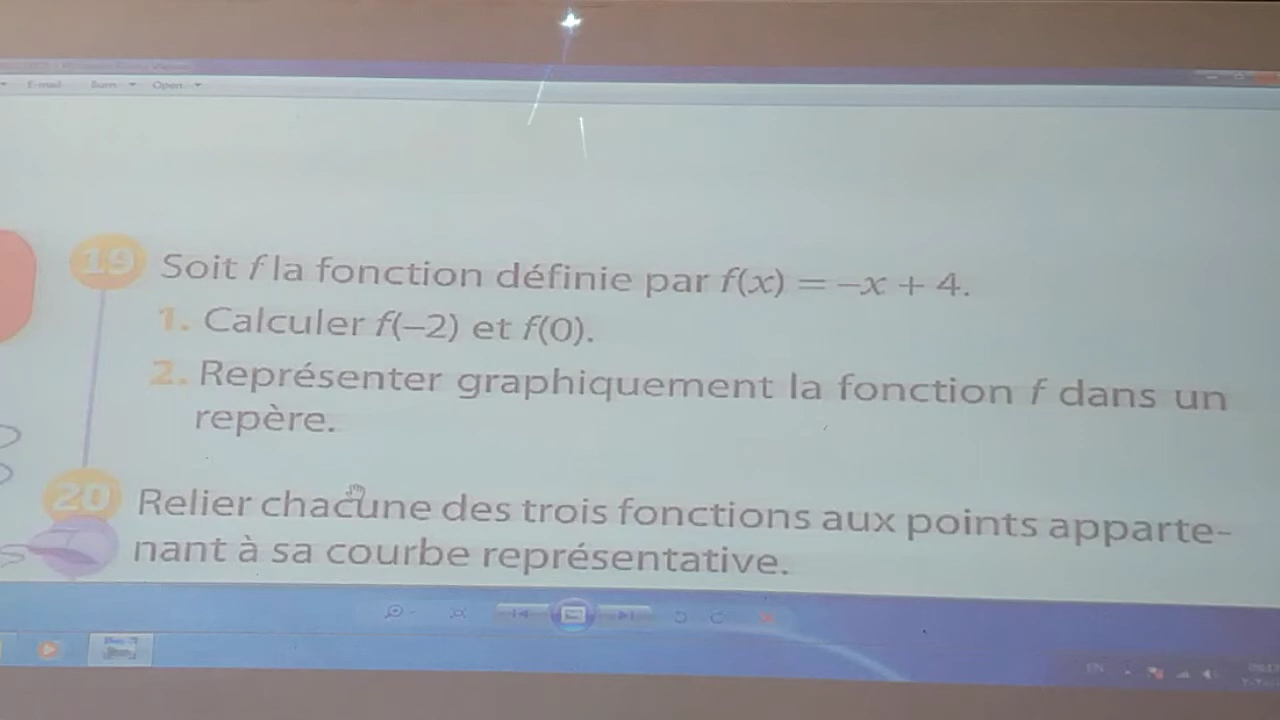 E-mail Burn Open
19 Soit f la fonction définie par f(x) = –x + 4.
1. Calculer f(–2) et f(0).
2. Représenter graphiquement la fonction f dans un
repère.
20 Relier chacune des trois fonctions aux points apparte-
nant à sa courbe représentative.
EN